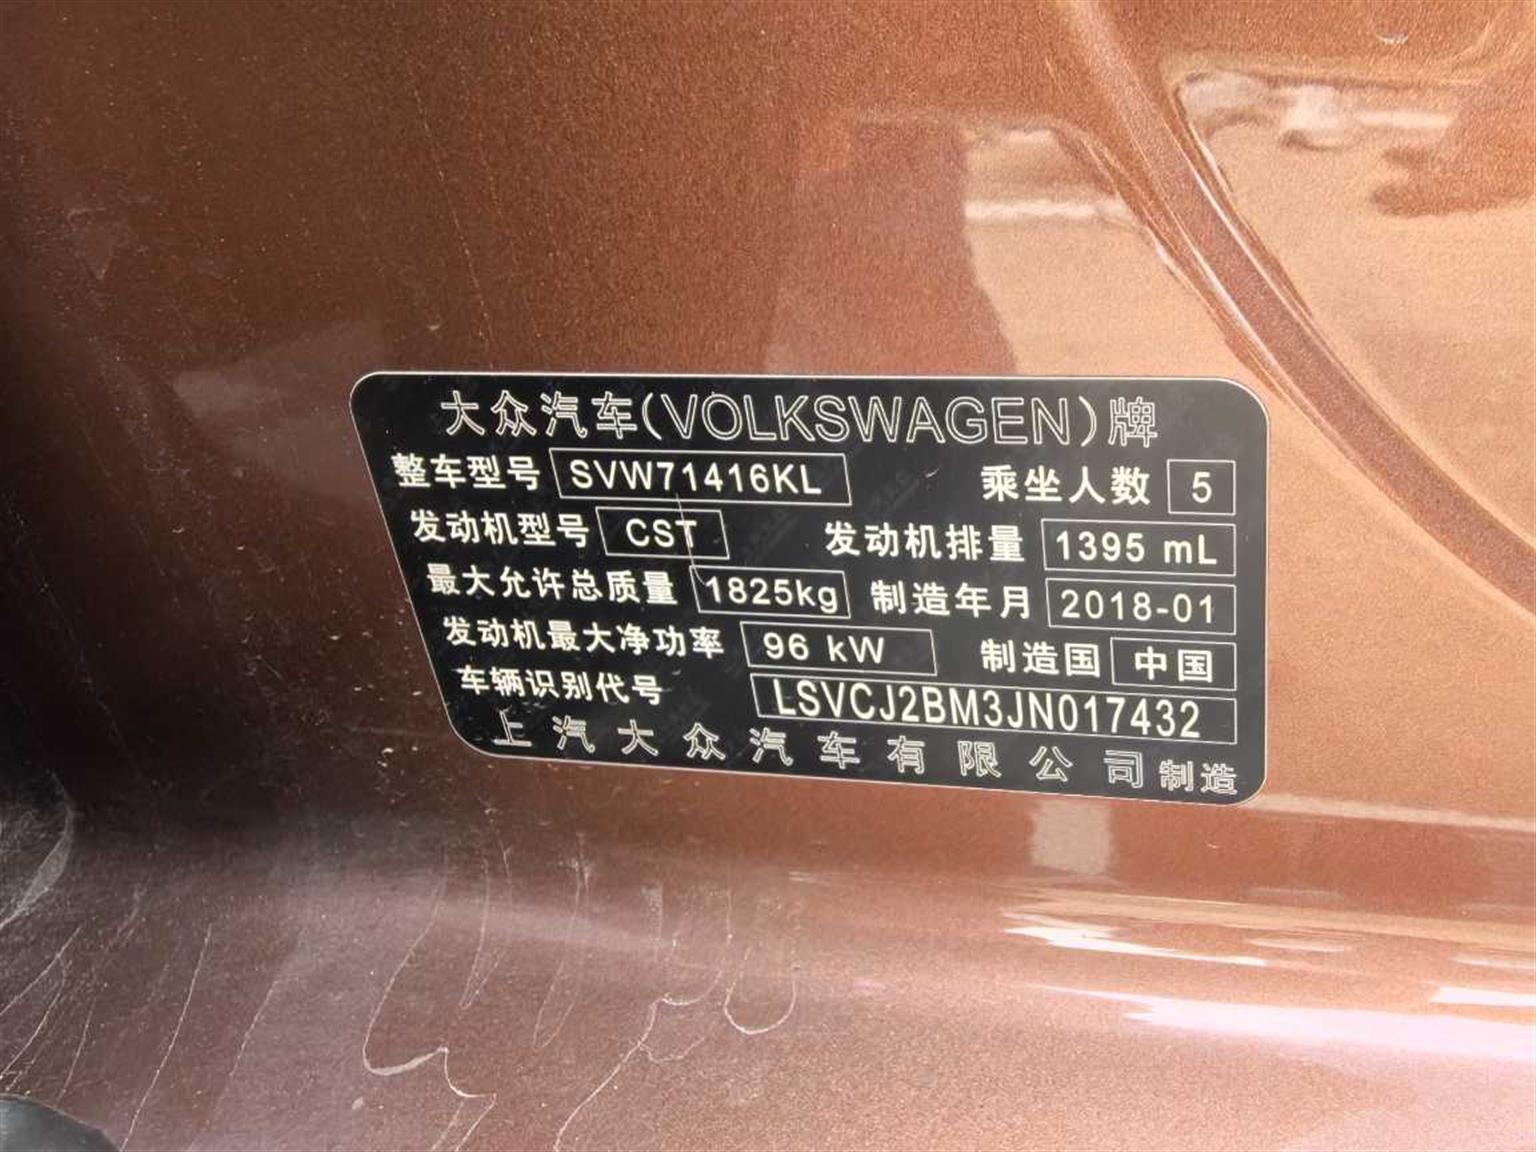 大众汽车(VOLKSWAGEN)牌
整车型号 SVW71416KL 乘坐人数 5
发动机型号 CST 发动机排量 1395 mL
最大允许总质量 1825kg 制造年月 2018-01
发动机最大净功率 96 kW 制造国 中国
车辆识别代号 LSVCJ2BM3JN017432
上汽大众汽车有限公司制造